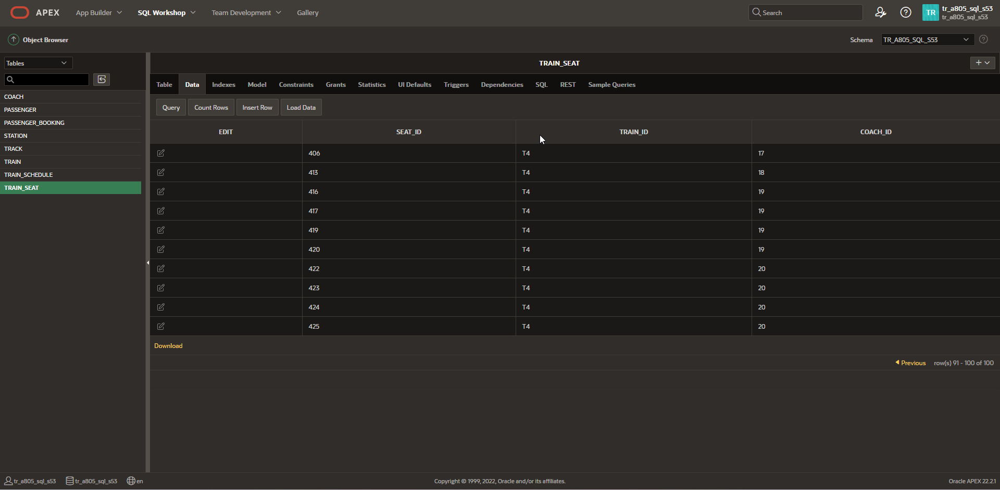 APEX App Builder SQL Workshop Team Development Gallery Search TR tr_a805_sql_s53
tr_a805_sql_s53
Object Browser Schema TR_A805_SQL_S53
Tables TRAIN_SEAT
Table Data Indexes Model Constraints Grants Statistics UI Defaults Triggers Dependencies SQL REST Sample Queries
COACH
PASSENGER
PASSENGER_BOOKING
STATION
TRACK
TRAIN
TRAIN_SCHEDULE
TRAIN_SEAT
Query Count Rows Insert Row Load Data
EDIT SEAT_ID TRAIN_ID COACH_ID
406 T4 17
413 T4 18
416 T4 19
417 T4 19
419 T4 19
420 T4 19
422 T4 20
423 T4 20
424 T4 20
425 T4 20
Download
Previous row(s) 91 - 100 of 100
tr_a805_sql_s53 tr_a805_sql_s53 en Copyright © 1999, 2022, Oracle and/or its affiliates. Oracle APEX 22.2.1